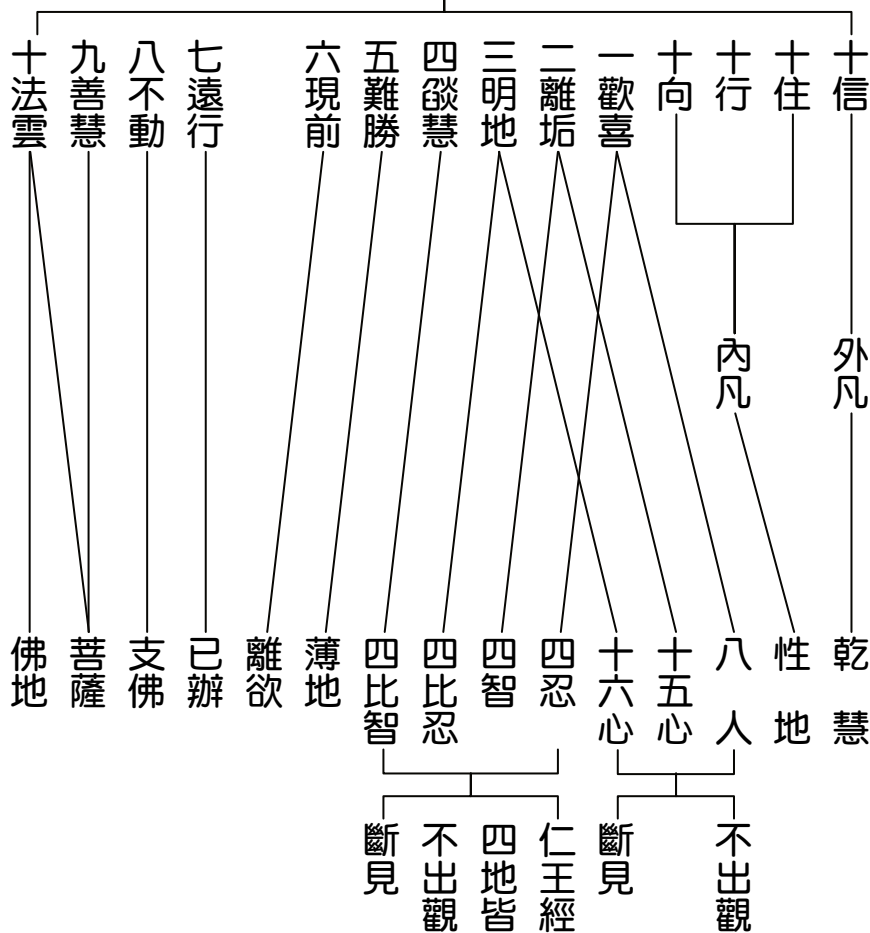 十信
十住
十行
十向
一歡喜
二離垢
三明地
四燄慧
五難勝
六現前
七遠行
八不動
九善慧
十法雲
外凡
內凡
乾慧
性地
八人
十五心
十六心
四忍
四智
四比忍
四比智
薄地
離欲
已辦
支佛
菩薩
佛地
不出觀
斷見
仁王經
四地皆
不出觀
斷見